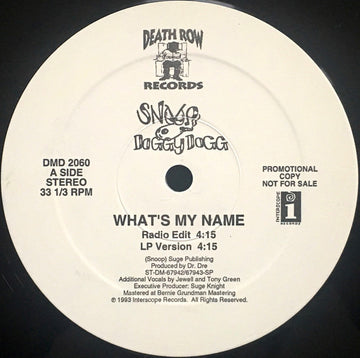 DEATH ROW
RECORDS
SNOOP
DOGGY DOGG
DMD 2060
A SIDE
STEREO
33 1/3 RPM
PROMOTIONAL
COPY
NOT FOR SALE
INTERSCOPE
i
RECORDS
WHAT'S MY NAME
Radio Edit 4:15
LP Version 4:15
(Snoop) Suge Publishing
Produced by Dr. Dre
ST-DM-67942/67943-SP
Additional Vocals by Jewell and Tony Green
Executive Producer: Suge Knight
Mastered at Bernie Grundman Mastering
℗ 1993 Interscope Records. All Rights Reserved.